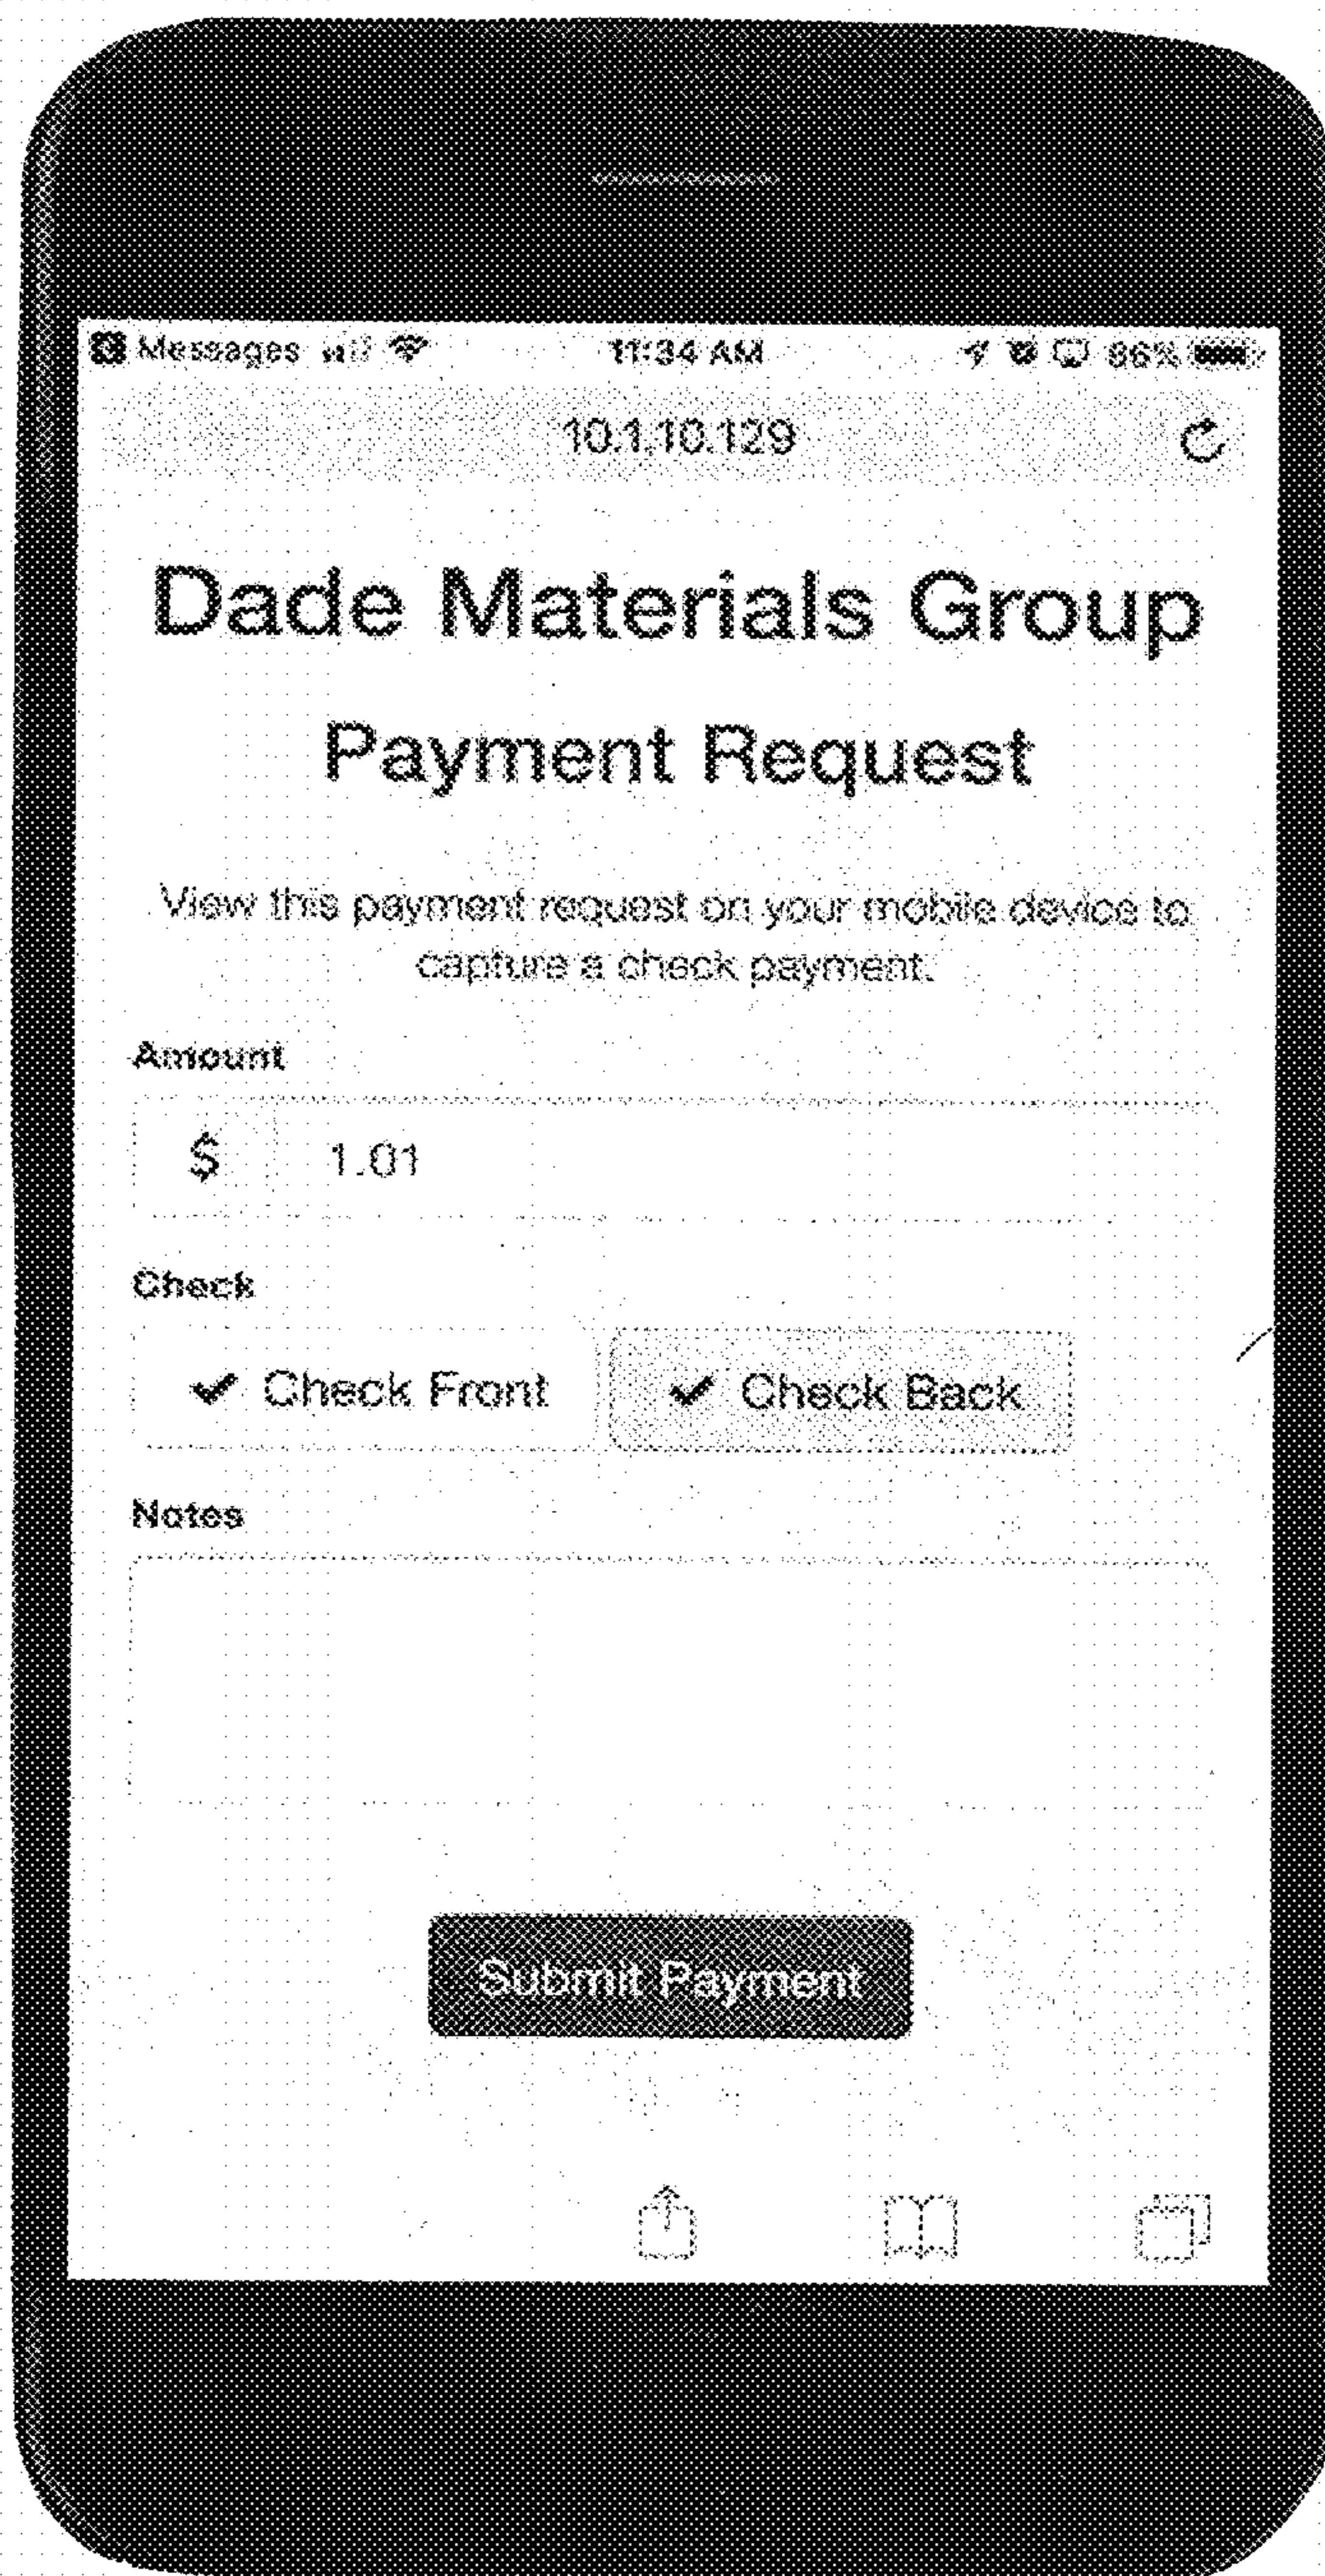 Messages 11:34 AM 86%
10.1.10.129
Dade Materials Group
Payment Request
View this payment request on your mobile device to
capture a check payment.
Amount
$ 1.01
Check
✔ Check Front ✔ Check Back
Notes
Submit Payment